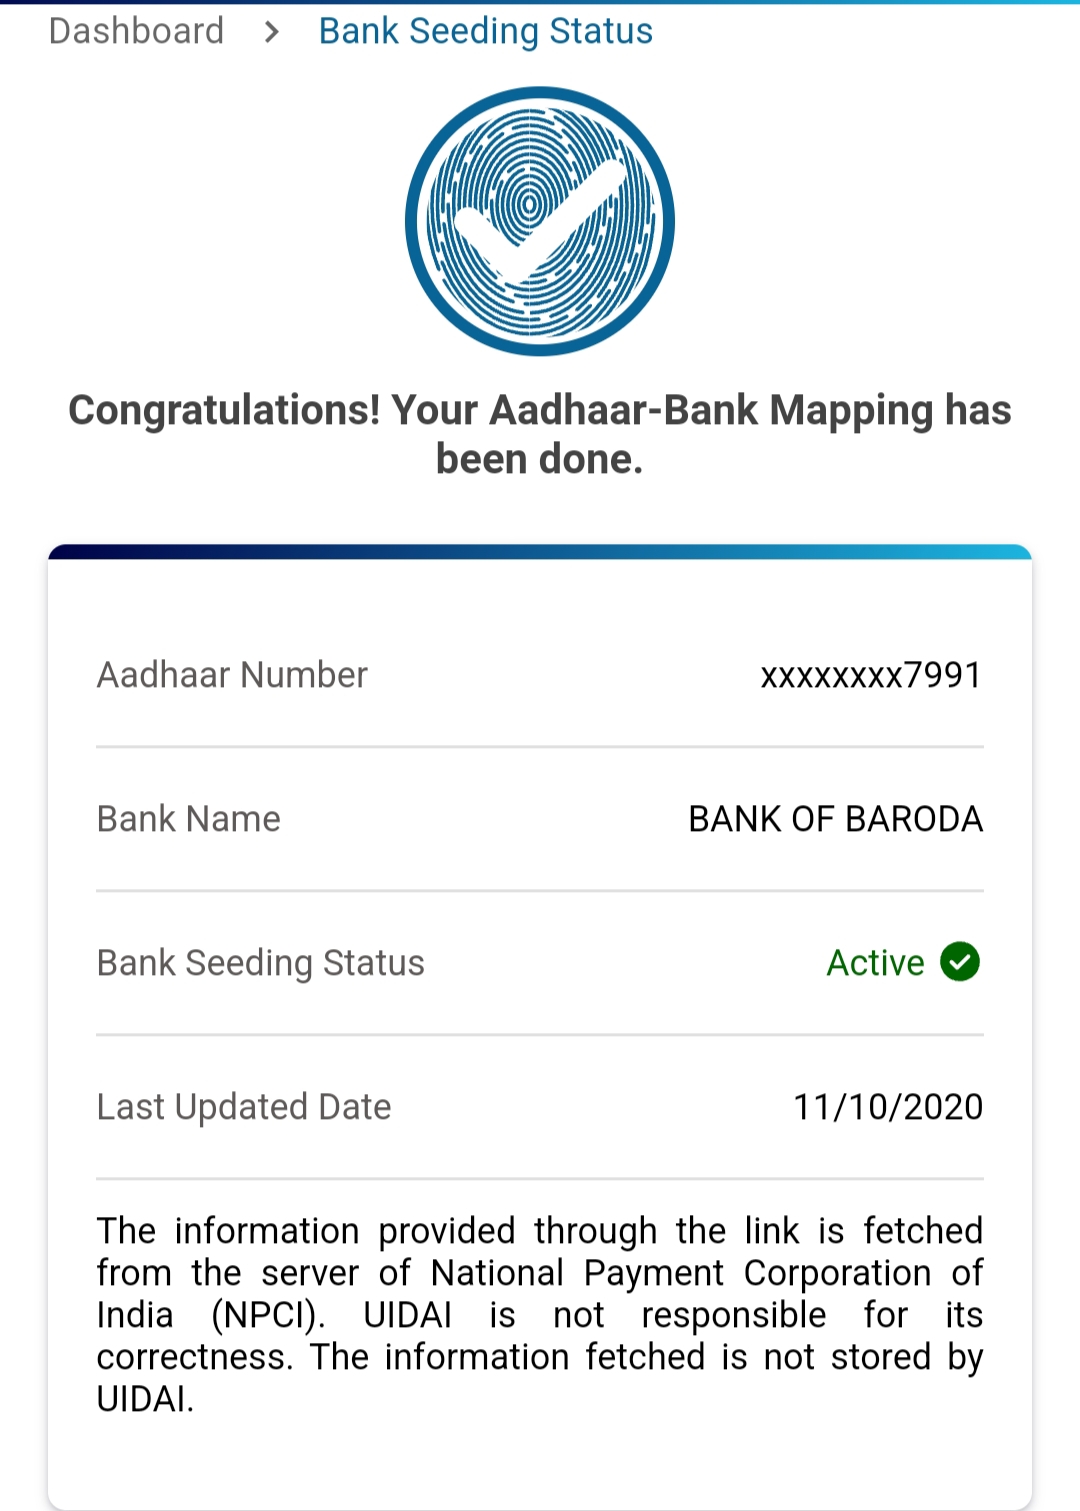 Dashboard > Bank Seeding Status
Congratulations! Your Aadhaar-Bank Mapping has
been done.
Aadhaar Number xxxxxxxx7991
Bank Name BANK OF BARODA
Bank Seeding Status Active
Last Updated Date 11/10/2020
The information provided through the link is fetched
from the server of National Payment Corporation of
India (NPCI). UIDAI is not responsible for its
correctness. The information fetched is not stored by
UIDAI.